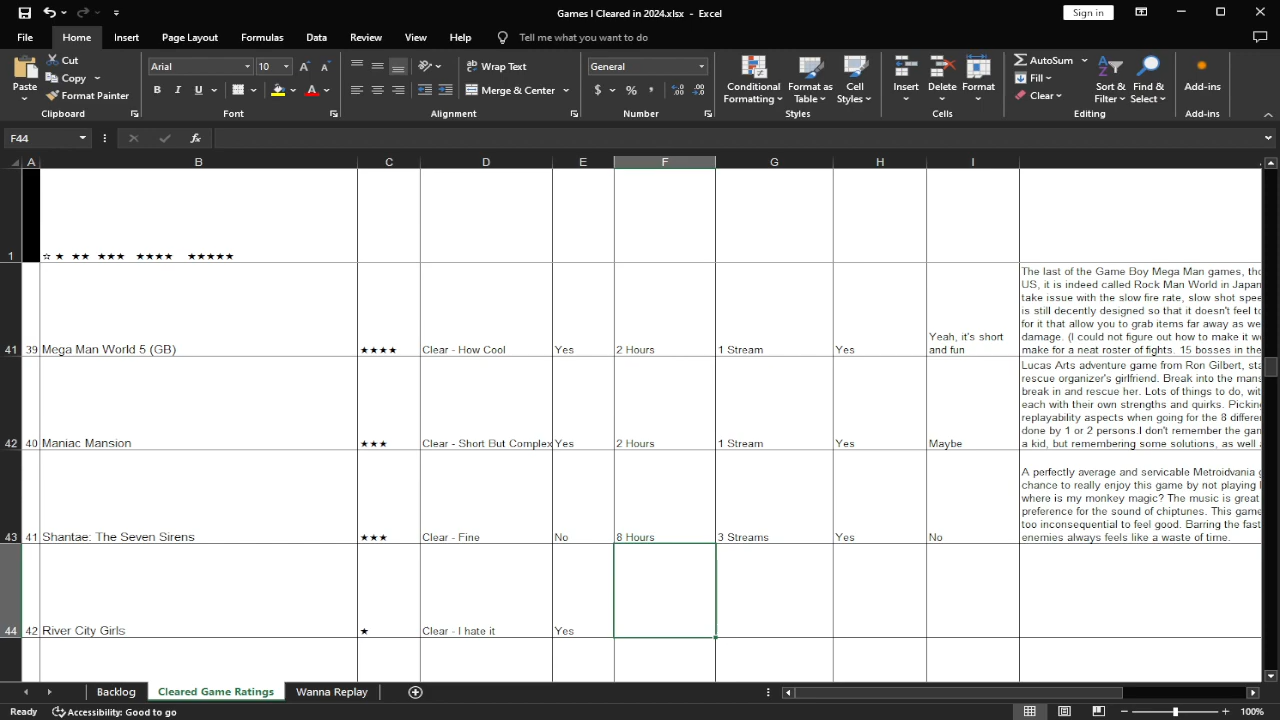 Games I Cleared in 2024.xlsx - Excel
Sign in
File Home Insert Page Layout Formulas Data Review View Help Tell me what you want to do
Paste
Cut
Copy
Format Painter
Clipboard
Arial 10
B I U
A A A
Font
Wrap Text
Merge & Center
Alignment
General
$ % ,
Number
Conditional Formatting
Format as Table
Cell Styles
Styles
Insert Delete Format
Cells
AutoSum
Fill
Clear
Sort & Filter
Find & Select
Editing
Add-ins
Add-ins
F44 fx
A B C D E F G H I
1 ☆ ★ ★★ ★★★ ★★★★ ★★★★★
41 39 Mega Man World 5 (GB) ★★★★ Clear - How Cool Yes 2 Hours 1 Stream Yes Yeah, it's short and fun
The last of the Game Boy Mega Man games, tho
US, it is indeed called Rock Man World in Japan
take issue with the slow fire rate, slow shot spee
is still decently designed so that it doesn't feel to
for it that allow you to grab items far away as we
damage. (I could not figure out how to make it w
make for a neat roster of fights. 15 bosses in the
42 40 Maniac Mansion ★★★ Clear - Short But Complex Yes 2 Hours 1 Stream Yes Maybe
Lucas Arts adventure game from Ron Gilbert, sta
rescue organizer's girlfriend. Break into the mans
break in and rescue her. Lots of things to do, wit
each with their own strengths and quirks. Picking
replayability aspects when going for the 8 differen
done by 1 or 2 persons.I don't remember the gam
a kid, but remembering some solutions, as well a
43 41 Shantae: The Seven Sirens ★★★ Clear - Fine No 8 Hours 3 Streams Yes No
A perfectly average and servicable Metroidvania g
chance to really enjoy this game by not playing
where is my monkey magic? The music is great
preference for the sound of chiptunes. This game
too inconsequential to feel good. Barring the fast
enemies always feels like a waste of time.
44 42 River City Girls ★ Clear - I hate it Yes
Backlog Cleared Game Ratings Wanna Replay
Ready Accessibility: Good to go 100%